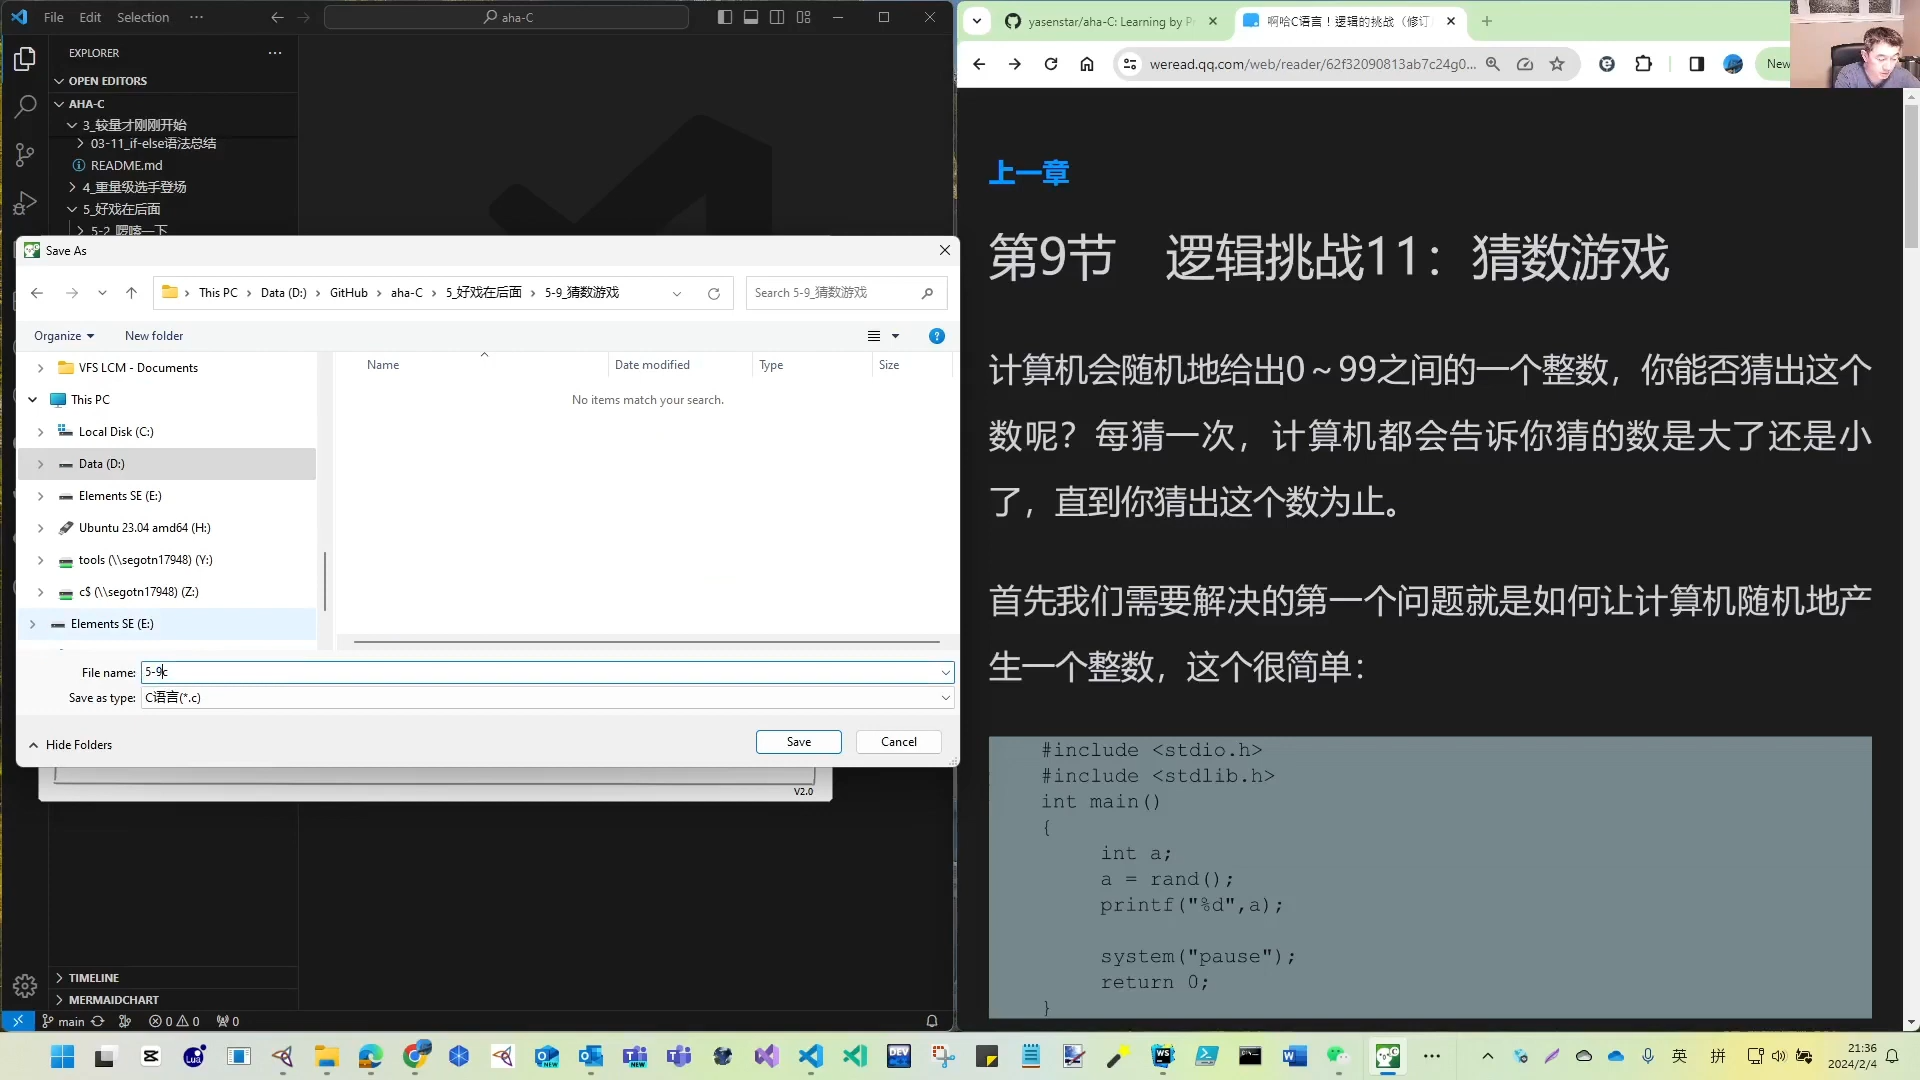 File
Edit
Selection
···
aha-C
EXPLORER
OPEN EDITORS
AHA-C
3_较量才刚刚开始
03-11_if-else语法总结
README.md
4_重量级选手登场
5_好戏在后面
5-2_啰嗦一下
Save As
This PC > Data (D:) > GitHub > aha-C > 5_好戏在后面 > 5-9_猜数游戏
Search 5-9_猜数游戏
Organize
New folder
Name
Date modified
Type
Size
No items match your search.
VFS LCM - Documents
This PC
Local Disk (C:)
Data (D:)
Elements SE (E:)
Ubuntu 23.04 amd64 (H:)
tools (\\segotn17948) (Y:)
c$ (\\segotn17948) (Z:)
Elements SE (E:)
File name: 5-9c
Save as type: C语言(*.c)
Hide Folders
Save
Cancel
V2.0
TIMELINE
MERMAIDCHART
main
0
0
0
yasenstar/aha-C: Learning by Pr
啊哈C语言！逻辑的挑战（修订
weread.qq.com/web/reader/62f32090813ab7c24g0...
New
上一章
第9节 逻辑挑战11：猜数游戏
计算机会随机地给出0～99之间的一个整数，你能否猜出这个
数呢？每猜一次，计算机都会告诉你猜的数是大了还是小
了，直到你猜出这个数为止。
首先我们需要解决的第一个问题就是如何让计算机随机地产
生一个整数，这个很简单：
#include <stdio.h>
#include <stdlib.h>
int main()
{
int a;
a = rand();
printf("%d",a);
system("pause");
return 0;
}
英
拼
21:36
2024/2/4